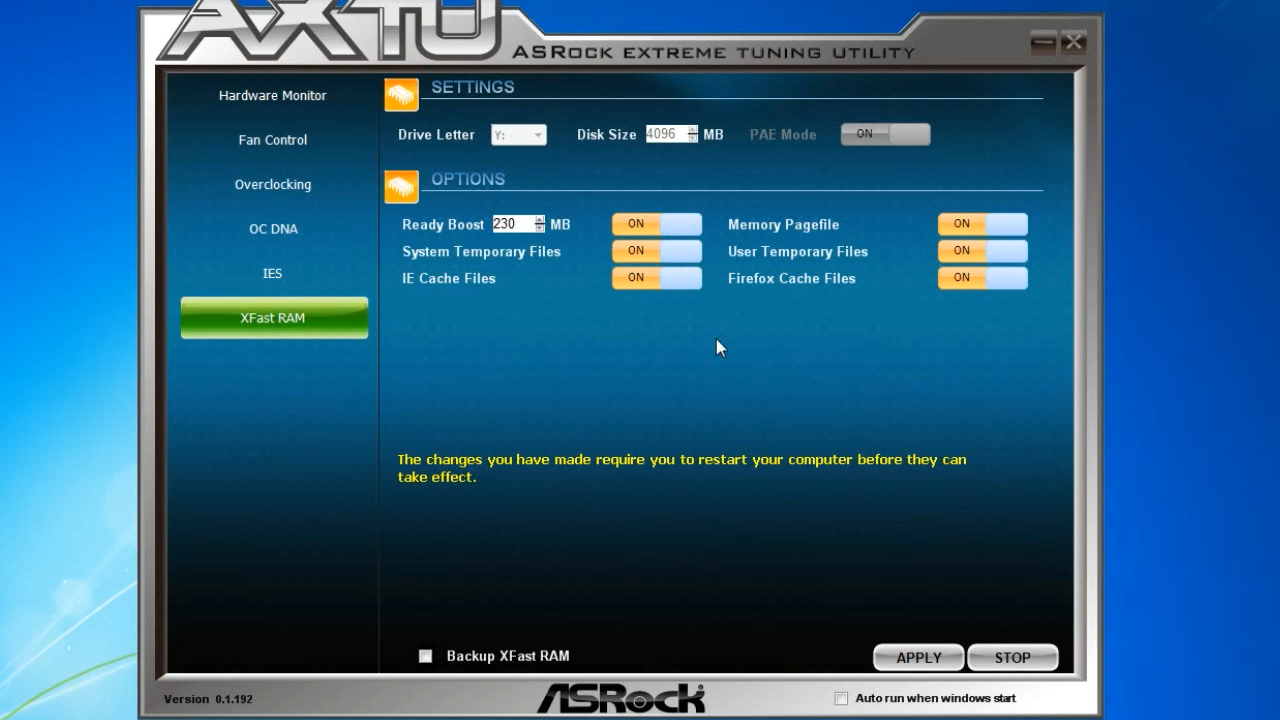 AXTU
ASROCK EXTREME TUNING UTILITY
Hardware Monitor
Fan Control
Overclocking
OC DNA
IES
XFast RAM
SETTINGS
Drive Letter Y: Disk Size 4096 MB PAE Mode ON
OPTIONS
Ready Boost 230 MB ON Memory Pagefile ON
System Temporary Files ON User Temporary Files ON
IE Cache Files ON Firefox Cache Files ON
The changes you have made require you to restart your computer before they can
take effect.
Backup XFast RAM APPLY STOP
Version 0.1.192 ASRock Auto run when windows start